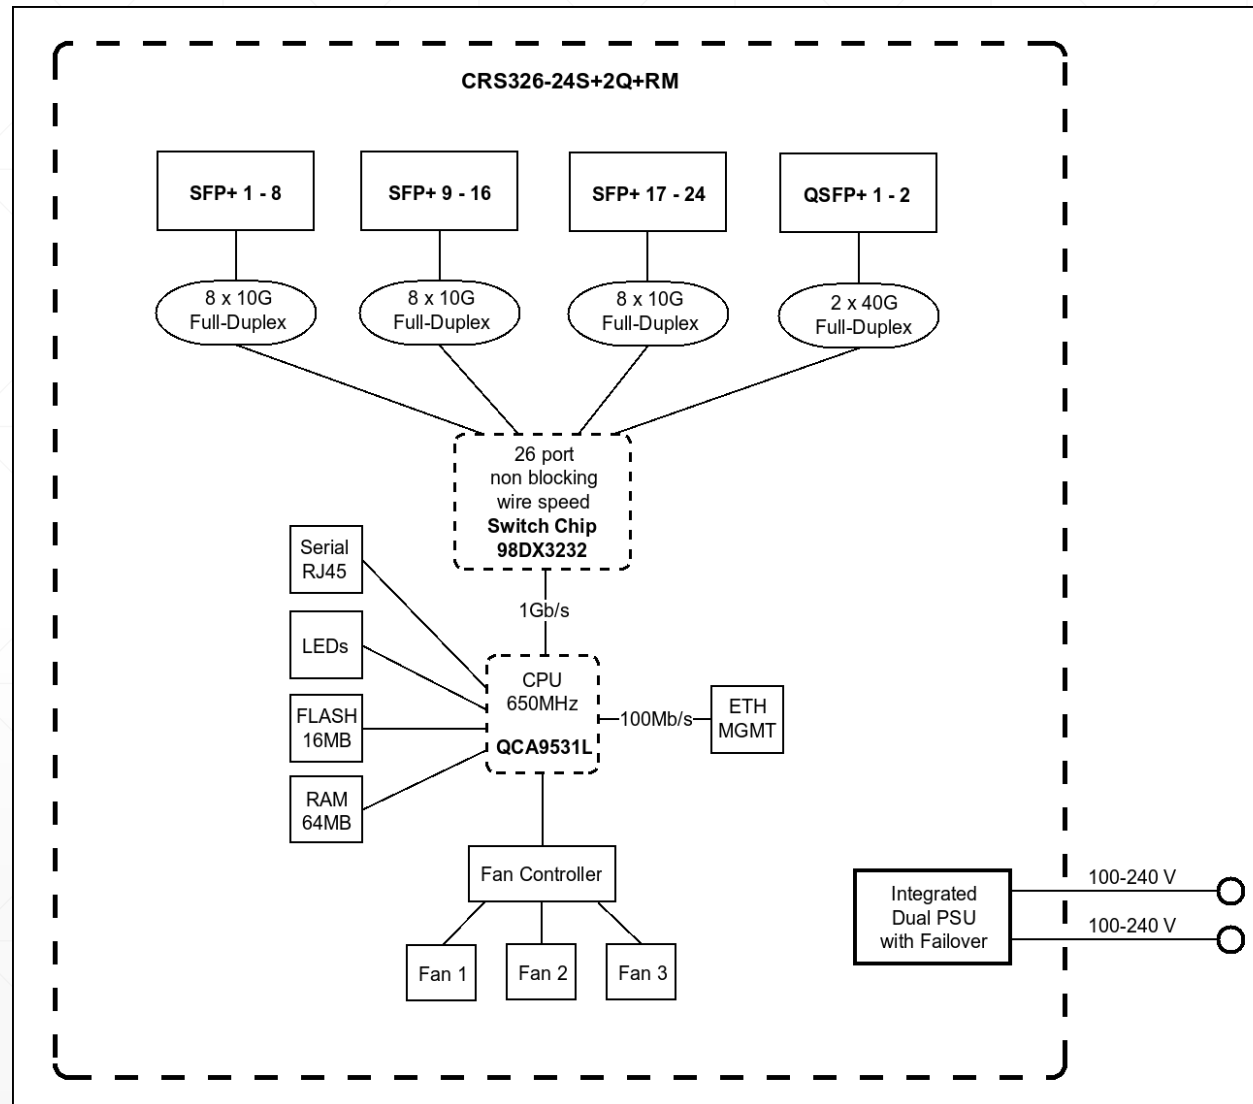 CRS326-24S+2Q+RM
SFP+ 1 - 8
SFP+ 9 - 16
SFP+ 17 - 24
QSFP+ 1 - 2
8 x 10G
Full-Duplex
8 x 10G
Full-Duplex
8 x 10G
Full-Duplex
2 x 40G
Full-Duplex
26 port
non blocking
wire speed
Switch Chip
98DX3232
Serial
RJ45
1Gb/s
LEDs
CPU
650MHz
QCA9531L
100Mb/s
ETH
MGMT
FLASH
16MB
RAM
64MB
Fan Controller
Fan 1
Fan 2
Fan 3
Integrated
Dual PSU
with Failover
100-240 V
100-240 V